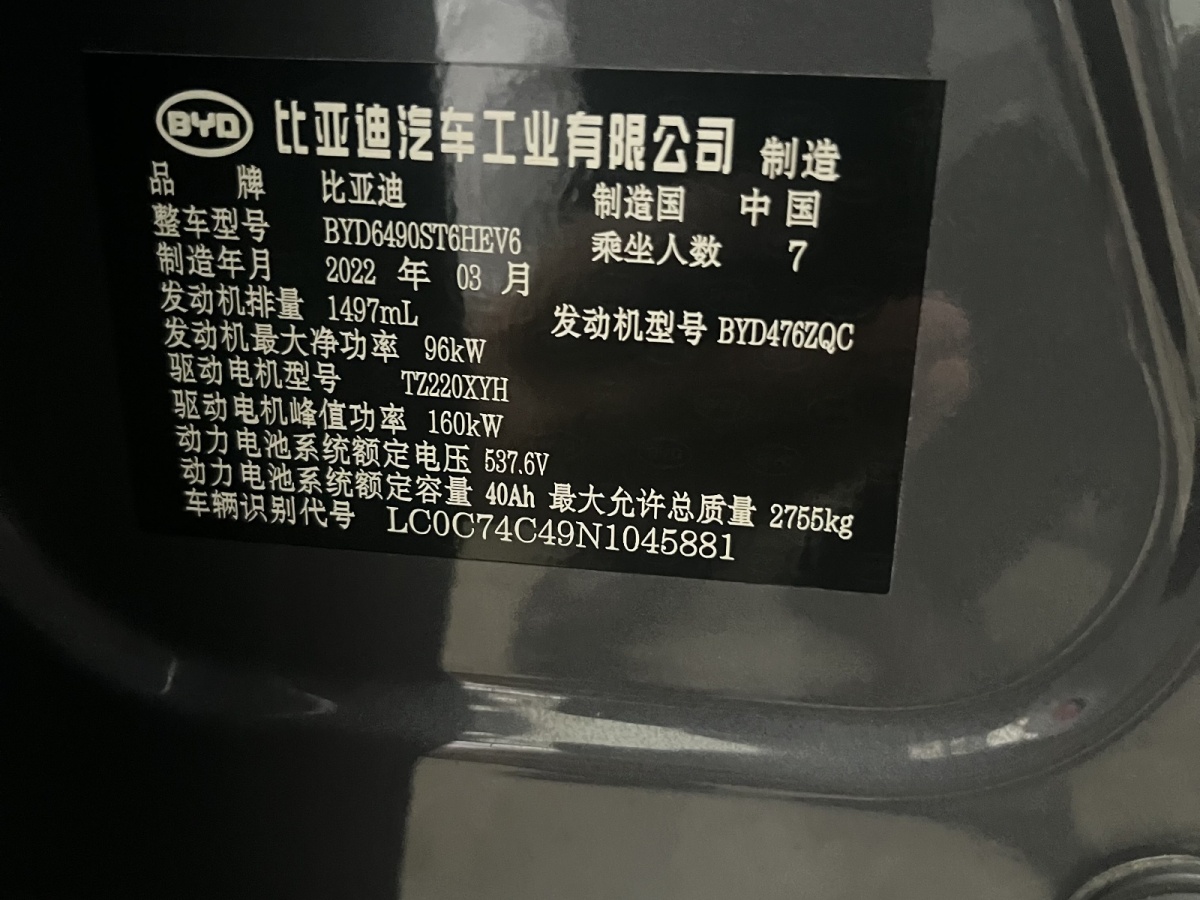 BYD 比亚迪汽车工业有限公司 制造
品 牌 比亚迪 制造国 中国
整车型号 BYD6490ST6HEV6 乘坐人数 7
制造年月 2022 年 03 月
发动机排量 1497mL 发动机型号 BYD476ZQC
发动机最大净功率 96kW
驱动电机型号 TZ220XYH
驱动电机峰值功率 160kW
动力电池系统额定电压 537.6V
动力电池系统额定容量 40Ah 最大允许总质量 2755kg
车辆识别代号 LC0C74C49N1045881